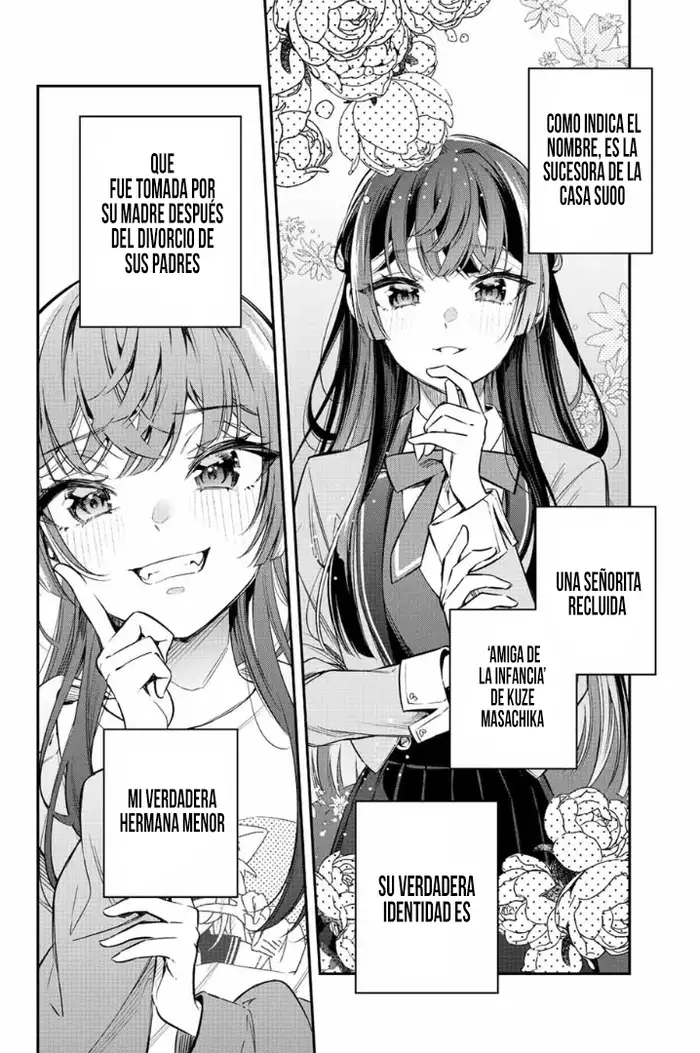 COMO INDICA EL
NOMBRE, ES LA
SUCESORA DE LA
CASA SUOO
UNA SEÑORITA
RECLUIDA
'AMIGA DE
LA INFANCIA'
DE KUZE
MASACHIKA
SU VERDADERA
IDENTIDAD ES
QUE
FUE TOMADA POR
SU MADRE DESPUÉS
DEL DIVORCIO DE
SUS PADRES
MI VERDADERA
HERMANA MENOR